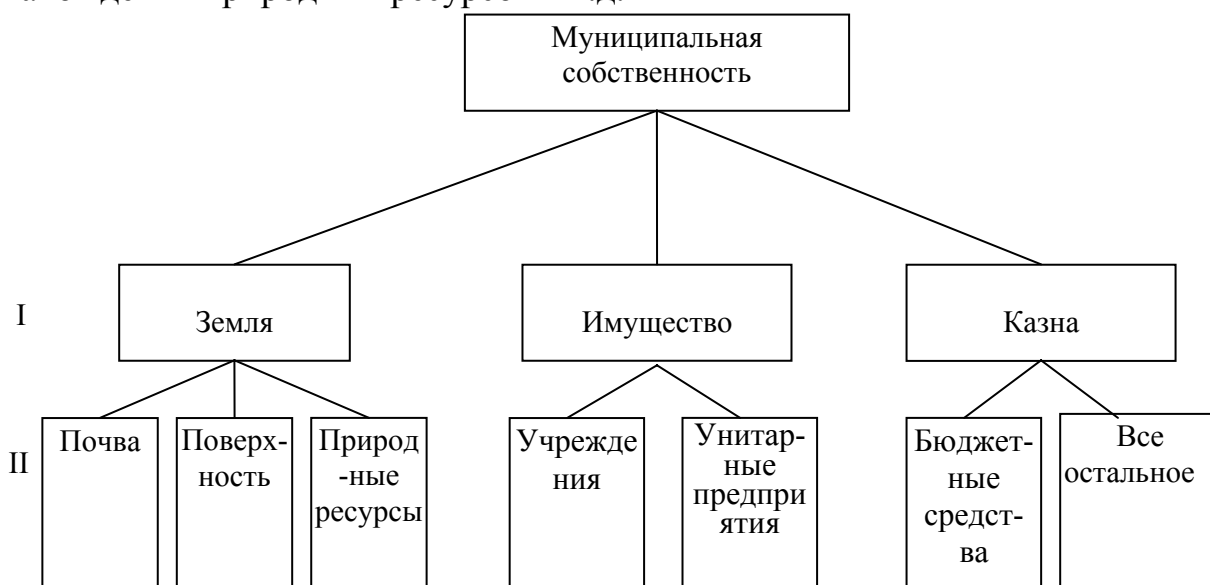 Муниципальная
собственность
I
Земля
Имущество
Казна
II
Почва
Поверх-
ность
Природ
-ные
ресурсы
Учрежде
ния
Унитар-
ные
предпри
ятия
Бюджет-
ные
средст-
ва
Все
остальное